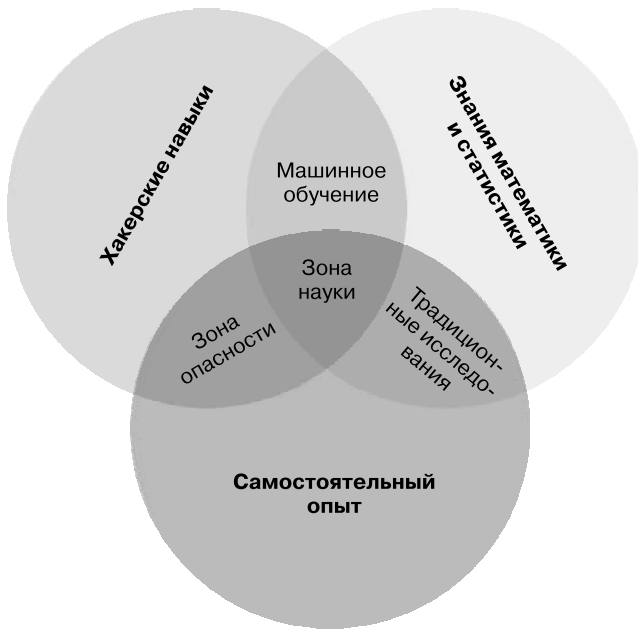 Хакерские навыки
Знания математики
и статистики
Машинное
обучение
Зона
науки
Зона
опасности
Традицион-
ные исследо-
вания
Самостоятельный
опыт